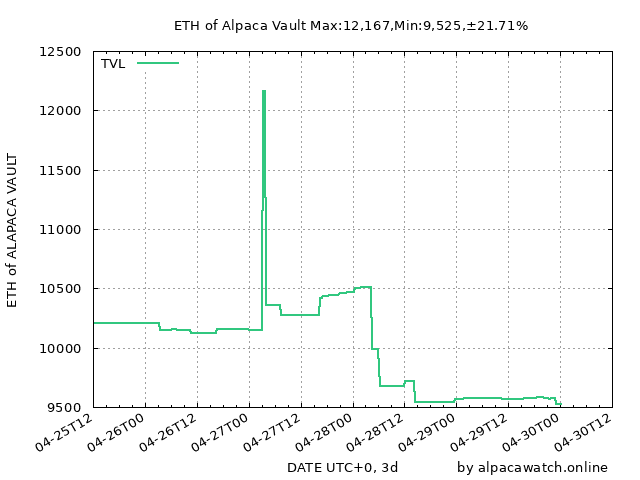 ETH of Alpaca Vault Max:12,167,Min:9,525,±21.71%
TVL
12500
12000
11500
11000
10500
10000
9500
ETH of ALAPACA VAULT
04-25T12
04-26T00
04-26T12
04-27T00
04-27T12
04-28T00
04-28T12
04-29T00
04-29T12
04-30T00
04-30T12
DATE UTC+0, 3d
by alpacawatch.online